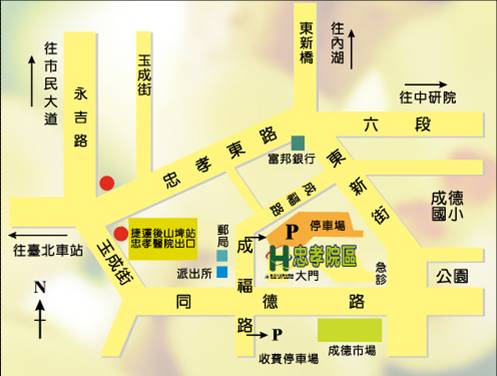 往市民大道
永吉路
玉成街
東新橋
往內湖
往中研院
六段
忠孝東路
富邦銀行
東新街
成德
國小
成福路
P 停車場
捷運後山埤站
忠孝醫院出口
郵局
派出所
往臺北車站
玉成街
成福路
H 忠孝院區
大門
急診
公園
N
同德路
P
收費停車場
成德市場